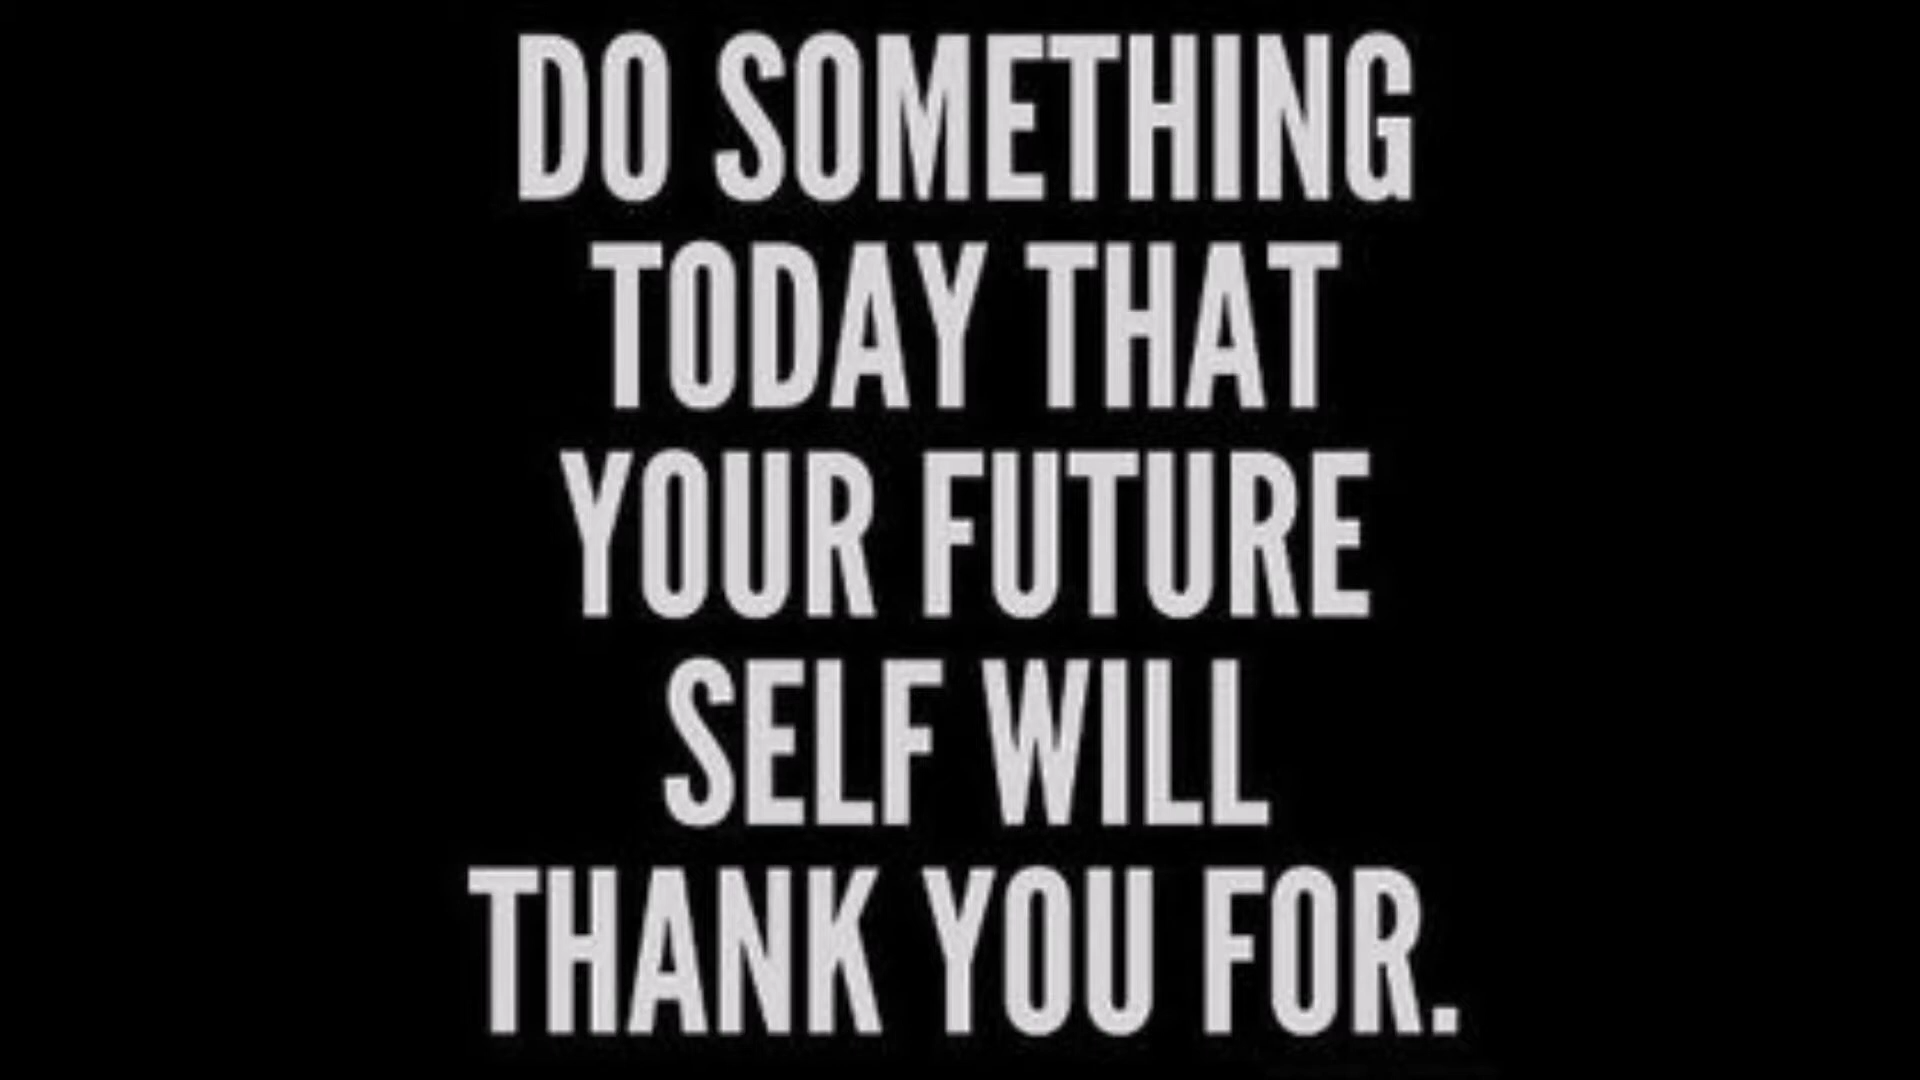 DO SOMETHING
TODAY THAT
YOUR FUTURE
SELF WILL
THANK YOU FOR.